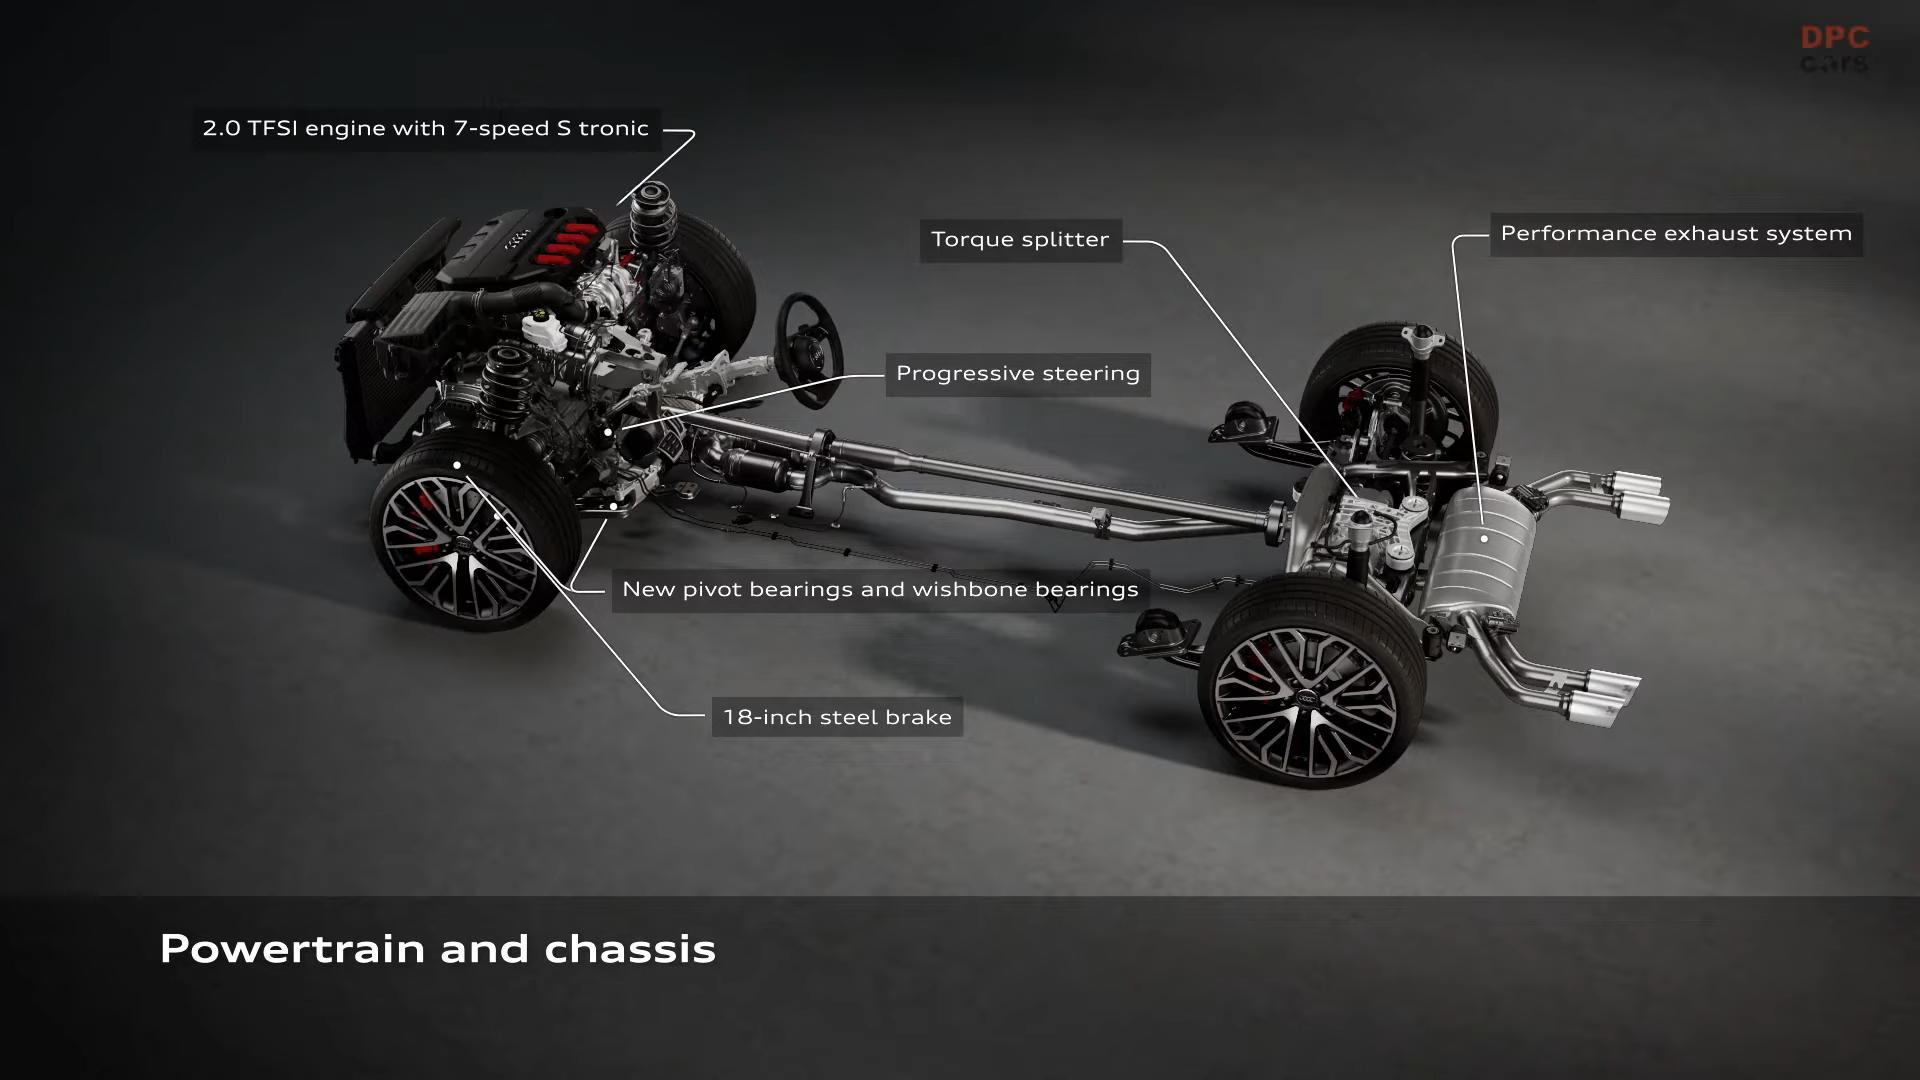 DPC
cars
2.0 TFSI engine with 7-speed S tronic
Torque splitter
Performance exhaust system
Progressive steering
New pivot bearings and wishbone bearings
18-inch steel brake
Powertrain and chassis